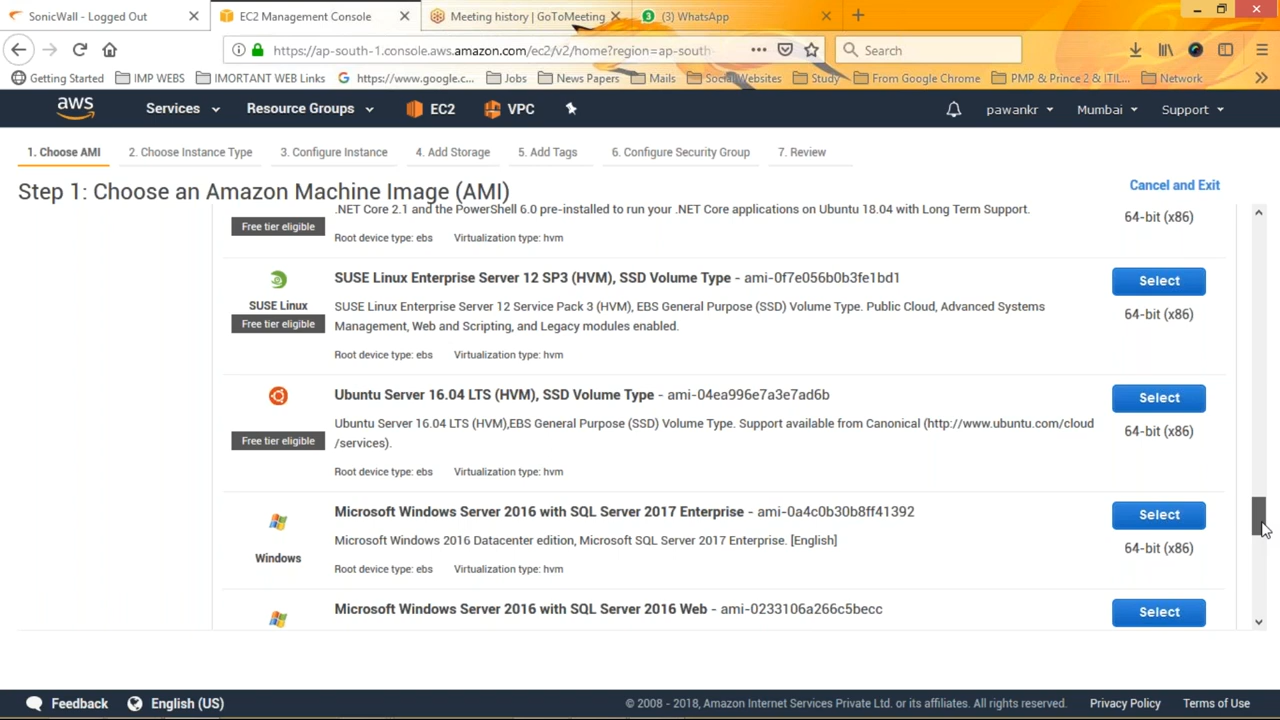 SonicWall - Logged Out
EC2 Management Console
Meeting history | GoToMeeting
(3) WhatsApp
https://ap-south-1.console.aws.amazon.com/ec2/v2/home?region=ap-south-
Search
Getting Started
IMP WEBS
IMORTANT WEB Links
https://www.google.c...
Jobs
News Papers
Mails
Social Websites
Study
From Google Chrome
PMP & Prince 2 & ITIL...
Network
aws
Services
Resource Groups
EC2
VPC
pawankr
Mumbai
Support
1. Choose AMI
2. Choose Instance Type
3. Configure Instance
4. Add Storage
5. Add Tags
6. Configure Security Group
7. Review
Step 1: Choose an Amazon Machine Image (AMI)
Cancel and Exit
.NET Core 2.1 and the PowerShell 6.0 pre-installed to run your .NET Core applications on Ubuntu 18.04 with Long Term Support.
64-bit (x86)
Free tier eligible
Root device type: ebs Virtualization type: hvm
SUSE Linux
Free tier eligible
SUSE Linux Enterprise Server 12 SP3 (HVM), SSD Volume Type - ami-0f7e056b0b3fe1bd1
SUSE Linux Enterprise Server 12 Service Pack 3 (HVM), EBS General Purpose (SSD) Volume Type. Public Cloud, Advanced Systems
Management, Web and Scripting, and Legacy modules enabled.
Root device type: ebs Virtualization type: hvm
Select
64-bit (x86)
Free tier eligible
Ubuntu Server 16.04 LTS (HVM), SSD Volume Type - ami-04ea996e7a3e7ad6b
Ubuntu Server 16.04 LTS (HVM),EBS General Purpose (SSD) Volume Type. Support available from Canonical (http://www.ubuntu.com/cloud
/services).
Root device type: ebs Virtualization type: hvm
Select
64-bit (x86)
Windows
Microsoft Windows Server 2016 with SQL Server 2017 Enterprise - ami-0a4c0b30b8ff41392
Microsoft Windows 2016 Datacenter edition, Microsoft SQL Server 2017 Enterprise. [English]
Root device type: ebs Virtualization type: hvm
Select
64-bit (x86)
Microsoft Windows Server 2016 with SQL Server 2016 Web - ami-0233106a266c5becc
Select
Feedback
English (US)
© 2008 - 2018, Amazon Internet Services Private Ltd. or its affiliates. All rights reserved.
Privacy Policy
Terms of Use